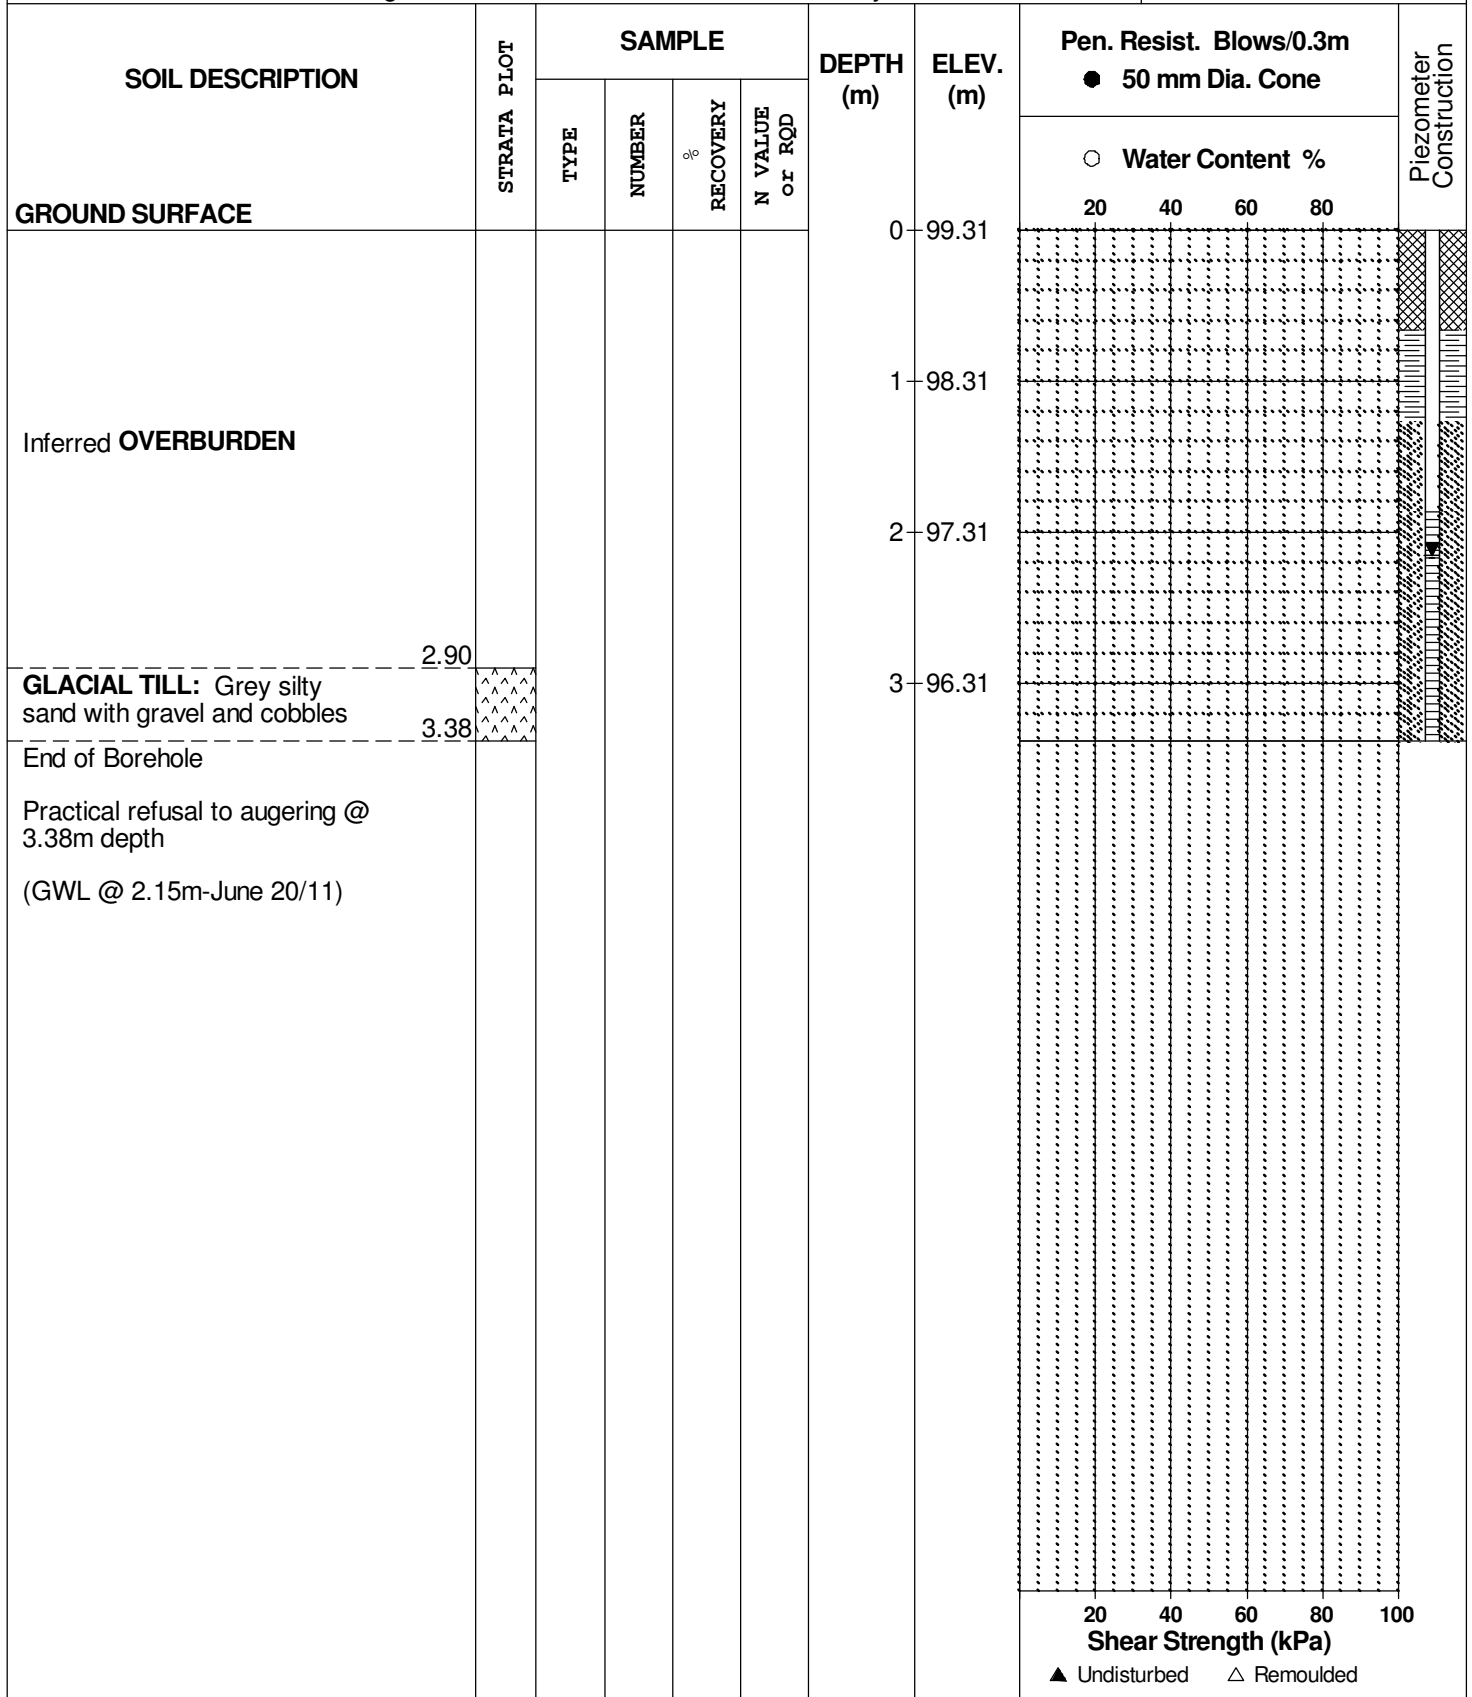 SOIL DESCRIPTION
GROUND SURFACE
STRATA PLOT
SAMPLE
TYPE
NUMBER
%
RECOVERY
N VALUE
or RQD
DEPTH
(m)
ELEV.
(m)
Pen. Resist. Blows/0.3m
● 50 mm Dia. Cone
○ Water Content %
20 40 60 80
Piezometer
Construction
0 99.31
1 98.31
Inferred OVERBURDEN
2 97.31
2.90
GLACIAL TILL: Grey silty
sand with gravel and cobbles
3.38
3 96.31
End of Borehole
Practical refusal to augering @
3.38m depth
(GWL @ 2.15m-June 20/11)
20 40 60 80 100
Shear Strength (kPa)
▲ Undisturbed △ Remoulded